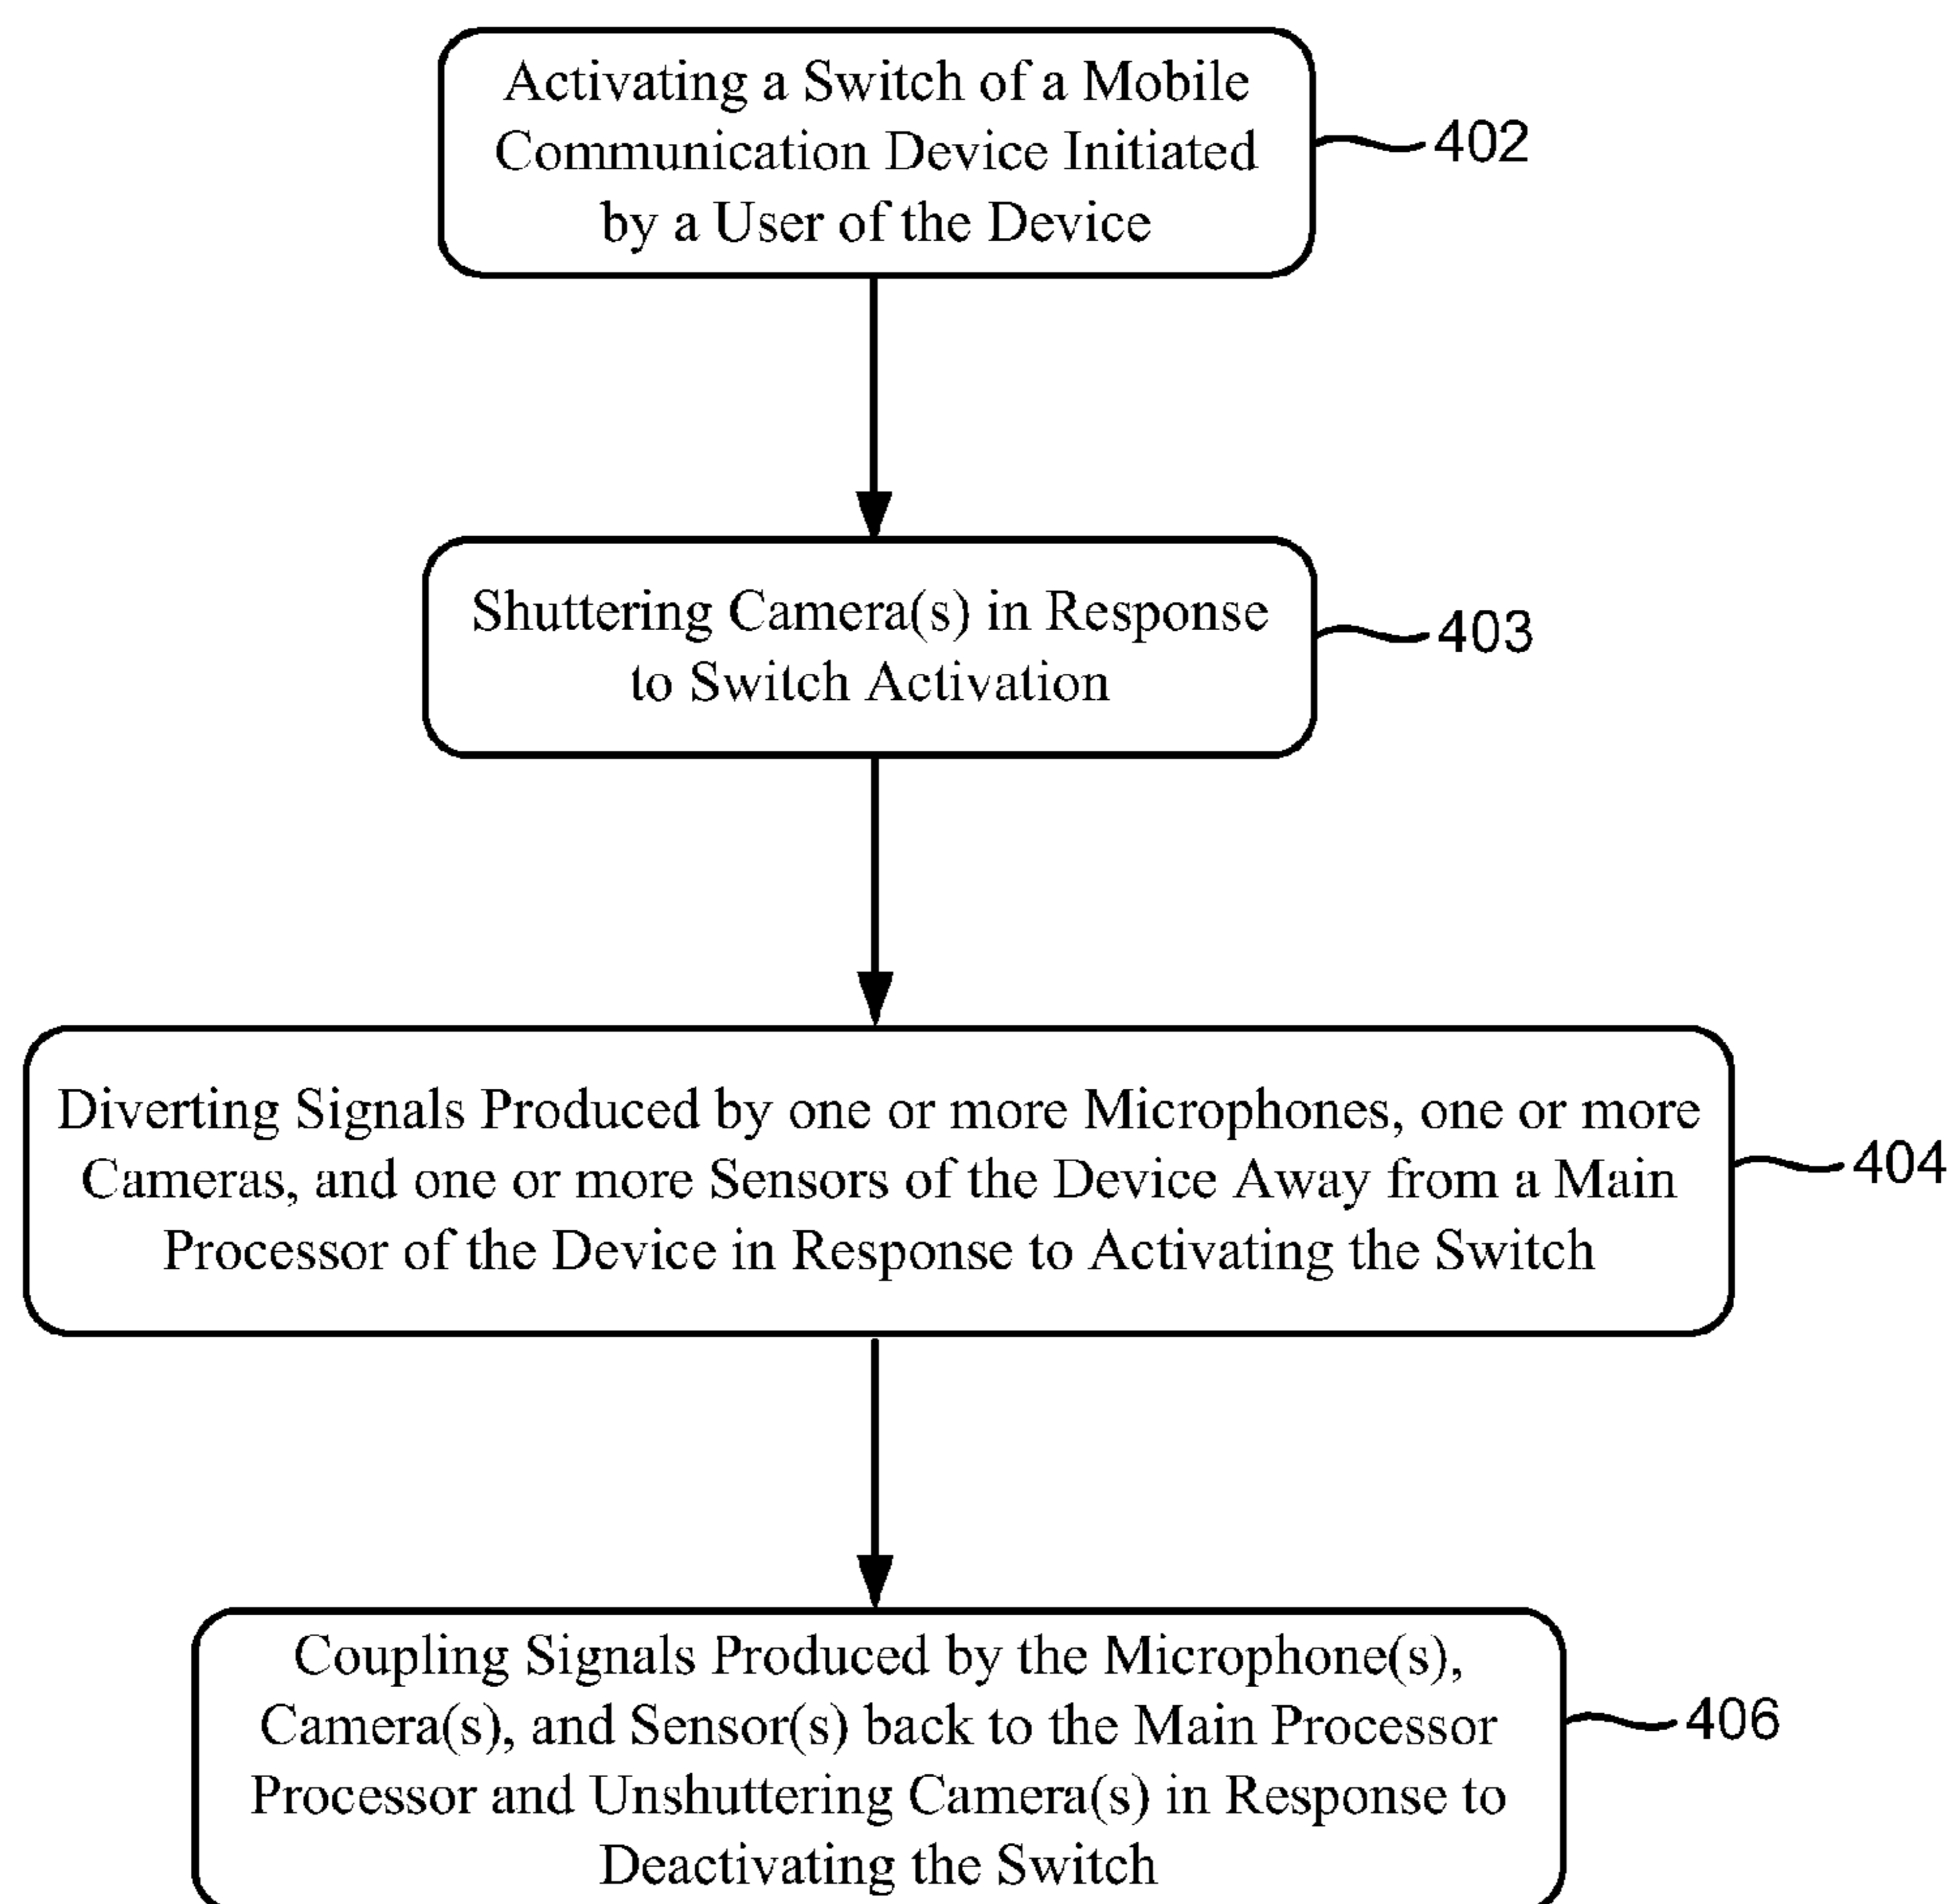 Activating a Switch of a Mobile
Communication Device Initiated
by a User of the Device
402
Shuttering Camera(s) in Response
to Switch Activation
403
Diverting Signals Produced by one or more Microphones, one or more
Cameras, and one or more Sensors of the Device Away from a Main
Processor of the Device in Response to Activating the Switch
404
Coupling Signals Produced by the Microphone(s),
Camera(s), and Sensor(s) back to the Main Processor
Processor and Unshuttering Camera(s) in Response to
Deactivating the Switch
406